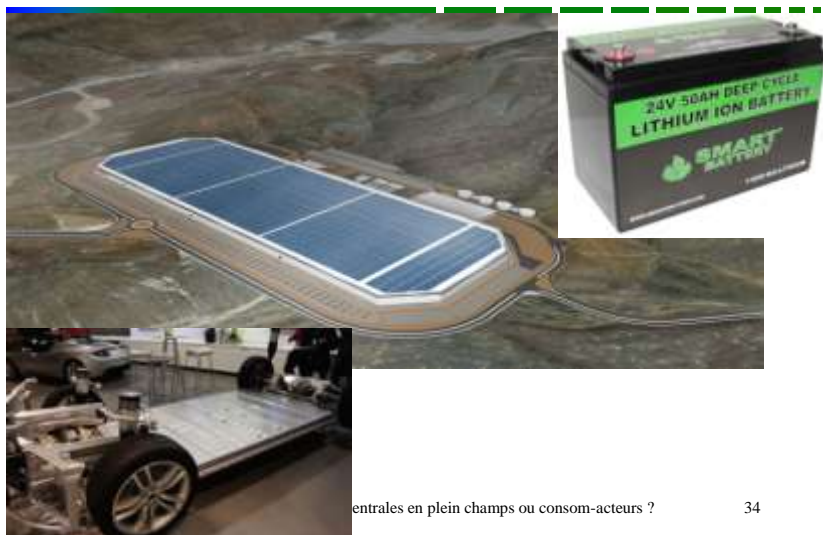 24V 50AH DEEP CYCLE
LITHIUM ION BATTERY
SMART
BATTERY
entrales en plein champs ou consom-acteurs ?
34